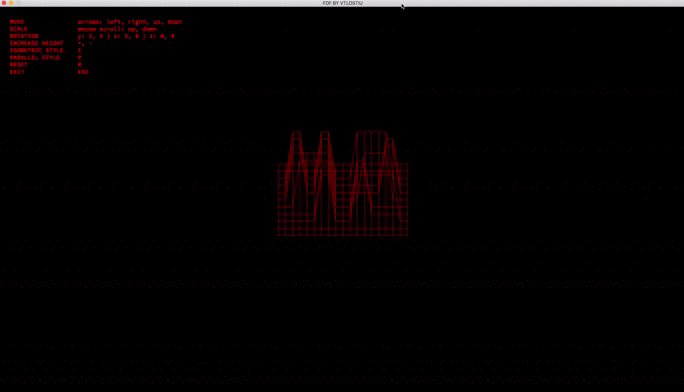 FDF BY VTLOSTIU
MOVE arrows: left, right, up, down
SCALE mouse scroll: up, down
ROTATION
INCREASE HEIGHT +, -
ISOMETRIC STYLE I
PARALLEL STYLE P
RESET R
EXIT ESC